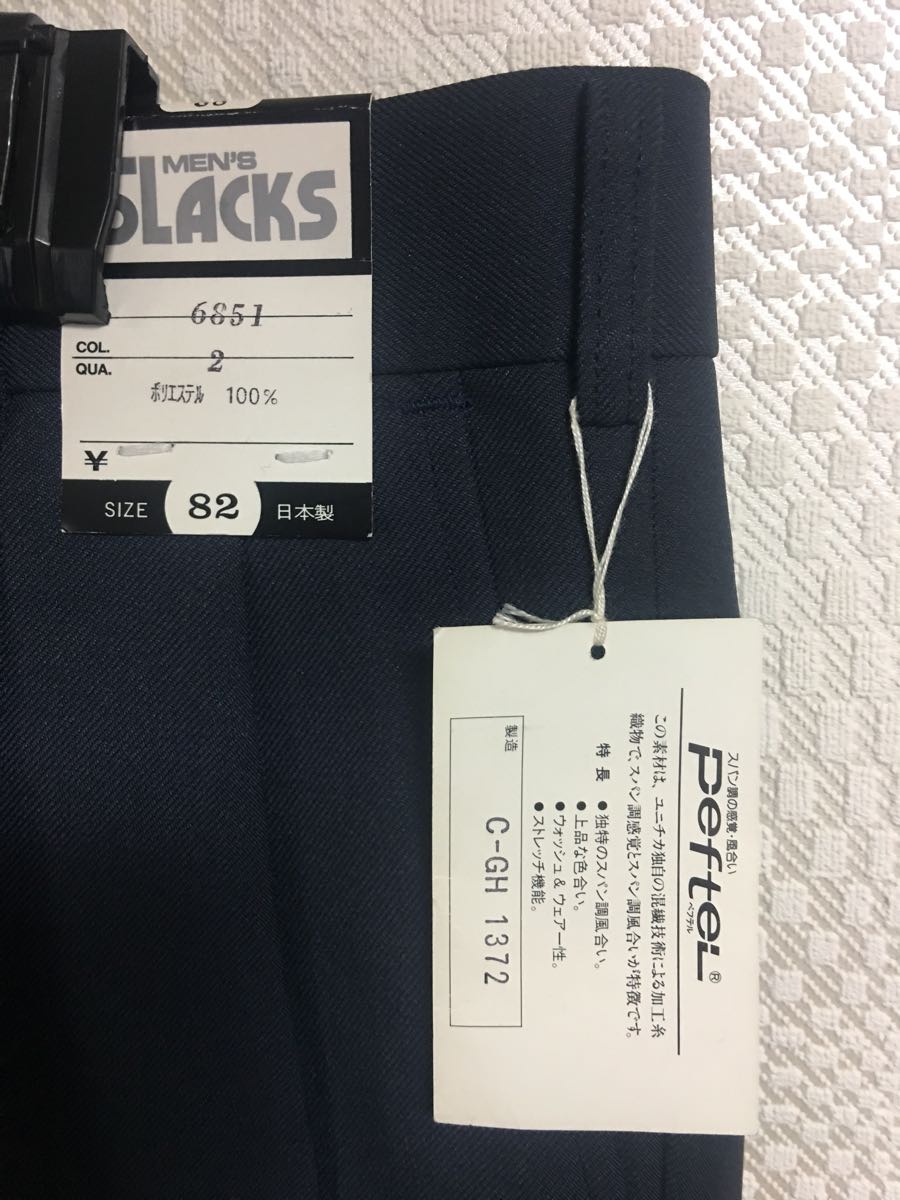 MEN'S
SLACKS
6851
COL. 2
QUA.
ポリエステル 100%
¥
SIZE 82 日本製
スパン調の感覚・風合い
Peftel®
ペフテル
この素材は、ユニチカ独自の混繊技術による加工糸
織物で、スパン調感覚とスパン調風合いが特徴です。
特長 ●独特のスパン調風合い。
●上品な色合い。
●ウォッシュ&ウェアー性。
●ストレッチ機能。
製造 C-GH 1372